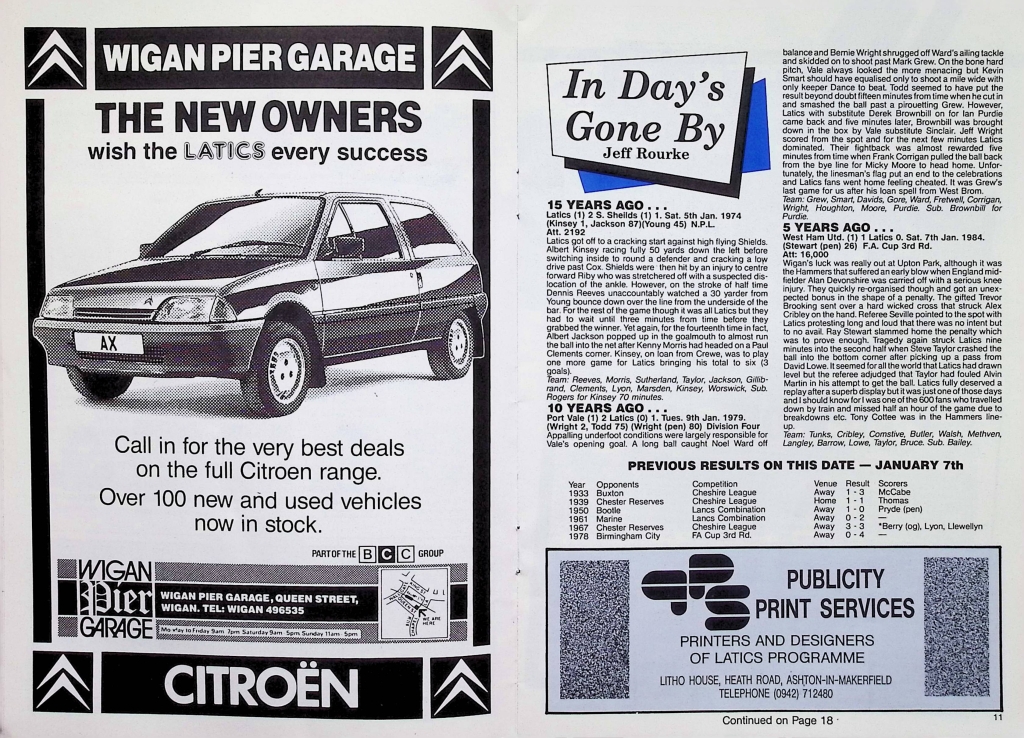 WIGAN PIER GARAGE
THE NEW OWNERS
wish the LATICS every success
AX
Call in for the very best deals
on the full Citroen range.
Over 100 new and used vehicles
now in stock.
PART OF THE BCC GROUP
WIGAN
Pier
GARAGE
WIGAN PIER GARAGE, QUEEN STREET,
WIGAN. TEL: WIGAN 496535
Monday to Friday 9am 7pm Saturday 9am 5pm Sunday 11am 5pm
WE ARE
HERE
CITROËN
In Day's
Gone By
Jeff Rourke
15 YEARS AGO . . .
Latics (1) 2 S. Sheilds (1) 1. Sat. 5th Jan. 1974
(Kinsey 1, Jackson 87)(Young 45) N.P.L.
Att. 2192
Latics got off to a cracking start against high flying Shields.
Albert Kinsey racing fully 50 yards down the left before
switching inside to round a defender and cracking a low
drive past Cox. Shields were then hit by an injury to centre
forward Riby who was stretchered off with a suspected dis-
location of the ankle. However, on the stroke of half time
Dennis Reeves unaccountably watched a 30 yarder from
Young bounce down over the line from the underside of the
bar. For the rest of the game though it was all Latics but they
had to wait until three minutes from time before they
grabbed the winner. Yet again, for the fourteenth time in fact,
Albert Jackson popped up in the goalmouth to almost run
the ball into the net after Kenny Morris had headed on a Paul
Clements corner. Kinsey, on loan from Crewe, was to play
one more game for Latics bringing his total to six (3
goals).
Team: Reeves, Morris, Sutherland, Taylor, Jackson, Gillib-
rand, Clements, Lyon, Marsden, Kinsey, Worswick, Sub.
Rogers for Kinsey 70 minutes.
10 YEARS AGO . . .
Port Vale (1) 2 Latics (0) 1. Tues. 9th Jan. 1979.
(Wright 2, Todd 75) (Wright (pen) 80) Division Four
Appalling underfoot conditions were largely responsible for
Vale's opening goal. A long ball caught Noel Ward off
balance and Bernie Wright shrugged off Ward's ailing tackle
and skidded on to shoot past Mark Grew. On the bone hard
pitch, Vale always looked the more menacing but Kevin
Smart should have equalised only to shoot a mile wide with
only keeper Dance to beat. Todd seemed to have put the
result beyond doubt fifteen minutes from time when he cut in
and smashed the ball past a pirouetting Grew. However,
Latics with substitute Derek Brownbill on for Ian Purdie
came back and five minutes later, Brownbill was brought
down in the box by Vale substitute Sinclair. Jeff Wright
scored from the spot and for the next few minutes Latics
dominated. Their fightback was almost rewarded five
minutes from time when Frank Corrigan pulled the ball back
from the bye line for Micky Moore to head home. Unfor-
tunately, the linesman's flag put an end to the celebrations
and Latics fans went home feeling cheated. It was Grew's
last game for us after his loan spell from West Brom.
Team: Grew, Smart, Davids, Gore, Ward, Fretwell, Corrigan,
Wright, Houghton, Moore, Purdie. Sub. Brownbill for
Purdie.
5 YEARS AGO . . .
West Ham Utd. (1) 1 Latics 0. Sat. 7th Jan. 1984.
(Stewart (pen) 26) F.A. Cup 3rd Rd.
Att: 16,000
Wigan's luck was really out at Upton Park, although it was
the Hammers that suffered an early blow when England mid-
fielder Alan Devonshire was carried off with a serious knee
injury. They quickly re-organised though and got an unex-
pected bonus in the shape of a penalty. The gifted Trevor
Brooking sent over a hard wicked cross that struck Alex
Cribley on the hand. Referee Seville pointed to the spot with
Latics protesting long and loud that there was no intent but
to no avail. Ray Stewart slammed home the penalty which
was to prove enough. Tragedy again struck Latics nine
minutes into the second half when Steve Taylor crashed the
ball into the bottom corner after picking up a pass from
David Lowe. It seemed for all the world that Latics had drawn
level but the referee adjudged that Taylor had fouled Alvin
Martin in his attempt to get the ball. Latics fully deserved a
replay after a superb display but it was just one of those days
and I should know for I was one of the 600 fans who travelled
down by train and missed half an hour of the game due to
breakdowns etc. Tony Cottee was in the Hammers line-
up.
Team: Tunks, Cribley, Comstive, Butler, Walsh, Methven,
Langley, Barrow, Lowe, Taylor, Bruce. Sub. Bailey.
PREVIOUS RESULTS ON THIS DATE — JANUARY 7th
Year Opponents Competition Venue Result Scorers
1933 Buxton Cheshire League Away 1 - 3 McCabe
1939 Chester Reserves Cheshire League Home 1 - 1 Thomas
1950 Bootle Lancs Combination Away 1 - 0 Pryde (pen)
1961 Marine Lancs Combination Away 0 - 2 —
1967 Chester Reserves Cheshire League Away 3 - 3 *Berry (og), Lyon, Llewellyn
1978 Birmingham City FA Cup 3rd Rd. Away 0 - 4 —
PPS
PUBLICITY
PRINT SERVICES
PRINTERS AND DESIGNERS
OF LATICS PROGRAMME
LITHO HOUSE, HEATH ROAD, ASHTON-IN-MAKERFIELD
TELEPHONE (0942) 712480
Continued on Page 18
11